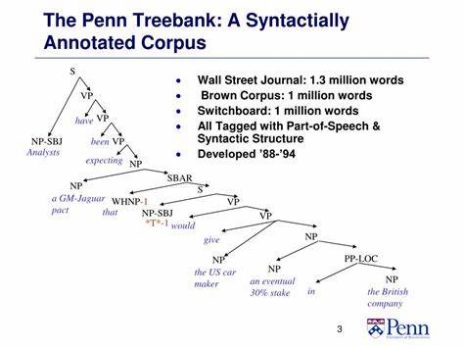 The Penn Treebank: A Syntactially
Annotated Corpus
S
VP
have VP
NP-SBJ
Analysts
been VP
expecting NP
NP
a GM-Jaguar
pact
SBAR
WHNP-1
that
S
NP-SBJ
*T*-1
VP
would
VP
give
NP
the US car
maker
NP
NP
an eventual
30% stake
PP-LOC
in
NP
the British
company
• Wall Street Journal: 1.3 million words
• Brown Corpus: 1 million words
• Switchboard: 1 million words
• All Tagged with Part-of-Speech &
Syntactic Structure
• Developed '88-'94
3
Penn